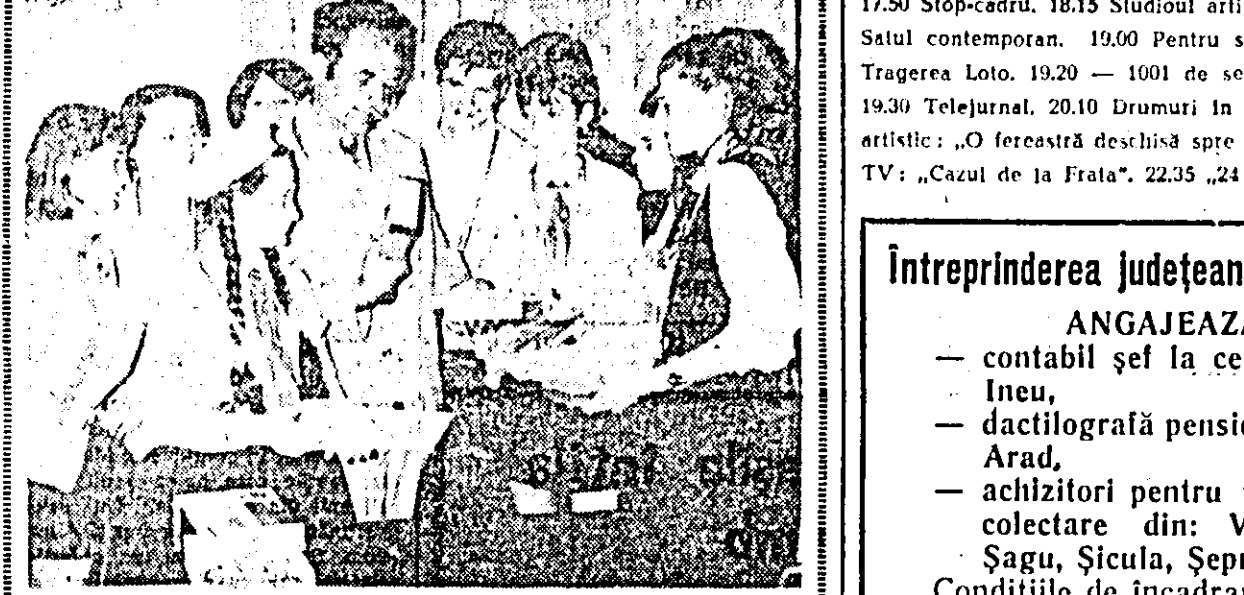 17.50 Stop-cadru. 18.15 Studioul arti
Satul contemporan. 19.00 Pentru s
Tragerea Loto. 19.20 — 1001 de se
19.30 Telejurnal. 20.10 Drumuri în
artistic: „O fereastră deschisă spre
TV: „Cazul de la Frata". 22.35 „24
Întreprinderea județean
ANGAJEAZ
— contabil șef la ce
Ineu,
— dactilografă pensi
Arad,
— achizitori pentru
colectare din: V
Șagu, Șicula, Șepr
Condițiile de încadrar